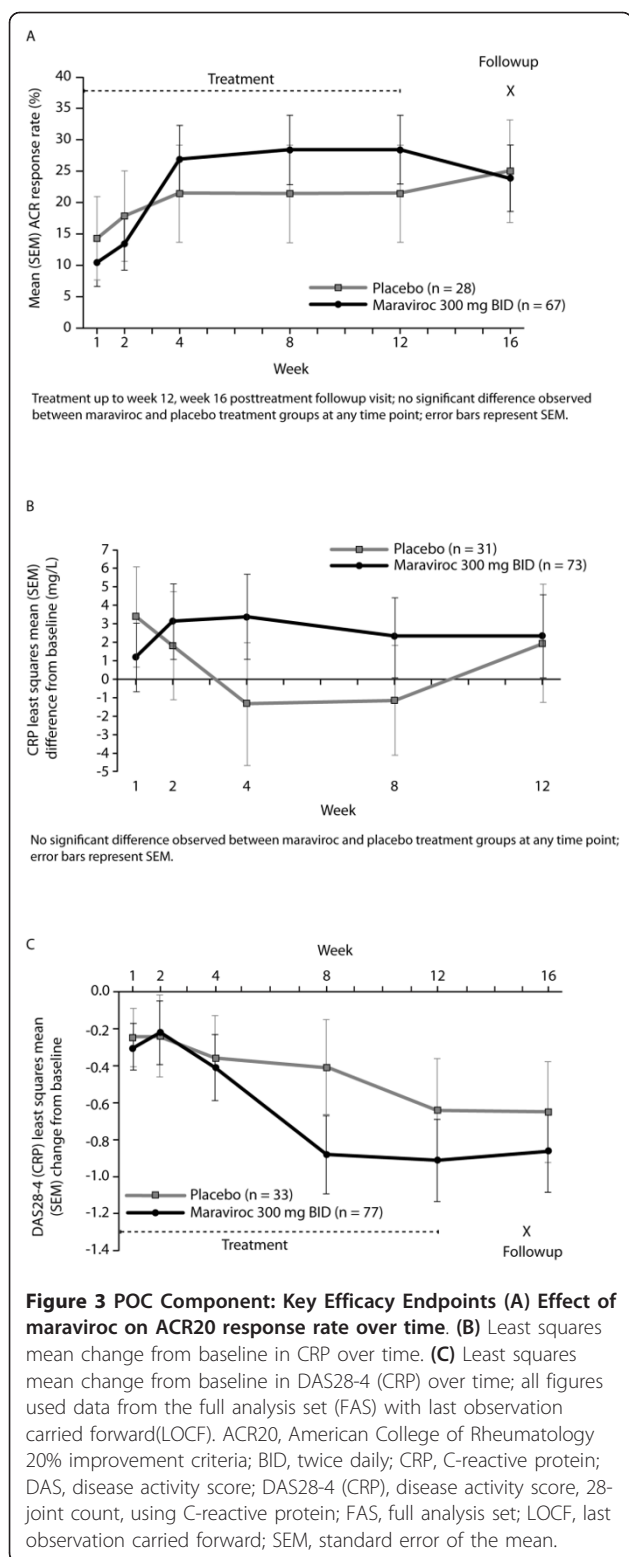 A
Followup
Treatment
X
Mean (SEM) ACR response rate (%)
40
35
30
25
20
15
10
5
0
Placebo (n = 28)
Maraviroc 300 mg BID (n = 67)
1 2 4 8 12 16
Week
Treatment up to week 12, week 16 posttreatment followup visit; no significant difference observed
between maraviroc and placebo treatment groups at any time point; error bars represent SEM.
B
CRP least squares mean (SEM)
difference from baseline (mg/L)
7
6
5
4
3
2
1
0
-1
-2
-3
-4
-5
Placebo (n = 31)
Maraviroc 300 mg BID (n = 73)
1 2 4 8 12
Week
No significant difference observed between maraviroc and placebo treatment groups at any time point;
error bars represent SEM.
C
Week
1 2 4 8 12 16
DAS28-4 (CRP) least squares mean
(SEM) change from baseline
0.0
-0.2
-0.4
-0.6
-0.8
-1.0
-1.2
-1.4
Placebo (n = 33)
Maraviroc 300 mg BID (n = 77)
Treatment
X
Followup
Figure 3 POC Component: Key Efficacy Endpoints (A) Effect of
maraviroc on ACR20 response rate over time. (B) Least squares
mean change from baseline in CRP over time. (C) Least squares
mean change from baseline in DAS28-4 (CRP) over time; all figures
used data from the full analysis set (FAS) with last observation
carried forward(LOCF). ACR20, American College of Rheumatology
20% improvement criteria; BID, twice daily; CRP, C-reactive protein;
DAS, disease activity score; DAS28-4 (CRP), disease activity score, 28-
joint count, using C-reactive protein; FAS, full analysis set; LOCF, last
observation carried forward; SEM, standard error of the mean.